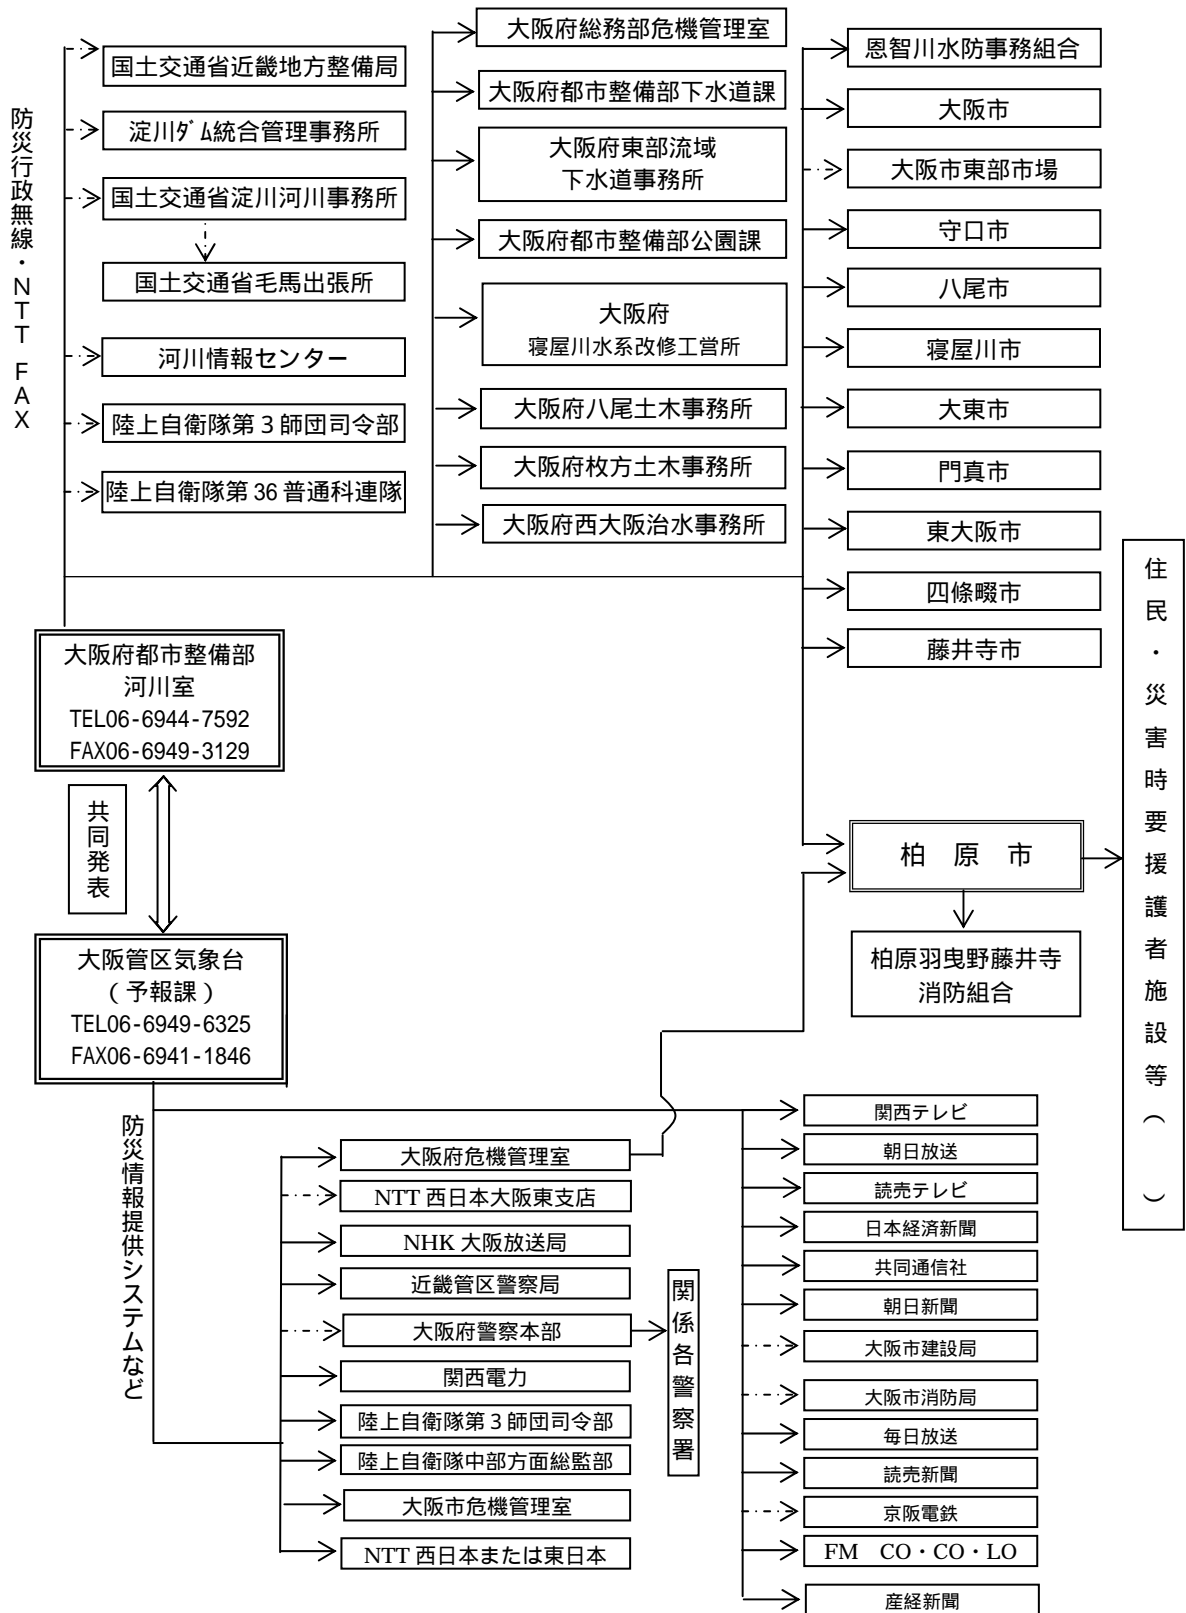 防災行政無線・ＮＴＴ ＦＡＸ
国土交通省近畿地方整備局
淀川ﾀﾞﾑ統合管理事務所
国土交通省淀川河川事務所
国土交通省毛馬出張所
河川情報センター
陸上自衛隊第３師団司令部
陸上自衛隊第 36 普通科連隊
大阪府総務部危機管理室
大阪府都市整備部下水道課
大阪府東部流域
下水道事務所
大阪府都市整備部公園課
大阪府
寝屋川水系改修工営所
大阪府八尾土木事務所
大阪府枚方土木事務所
大阪府西大阪治水事務所
恩智川水防事務組合
大阪市
大阪市東部市場
守口市
八尾市
寝屋川市
大東市
門真市
東大阪市
四條畷市
藤井寺市
大阪府都市整備部
河川室
TEL06-6944-7592
FAX06-6949-3129
共同発表
大阪管区気象台
（予報課）
TEL06-6949-6325
FAX06-6941-1846
柏　原　市
柏原羽曳野藤井寺
消防組合
住民・災害時要援護者施設等（　）
防災情報提供システムなど
大阪府危機管理室
NTT 西日本大阪東支店
NHK 大阪放送局
近畿管区警察局
大阪府警察本部
関西電力
陸上自衛隊第３師団司令部
陸上自衛隊中部方面総監部
大阪市危機管理室
NTT 西日本または東日本
関係各警察署
関西テレビ
朝日放送
読売テレビ
日本経済新聞
共同通信社
朝日新聞
大阪市建設局
大阪市消防局
毎日放送
読売新聞
京阪電鉄
FM　CO・CO・LO
産経新聞